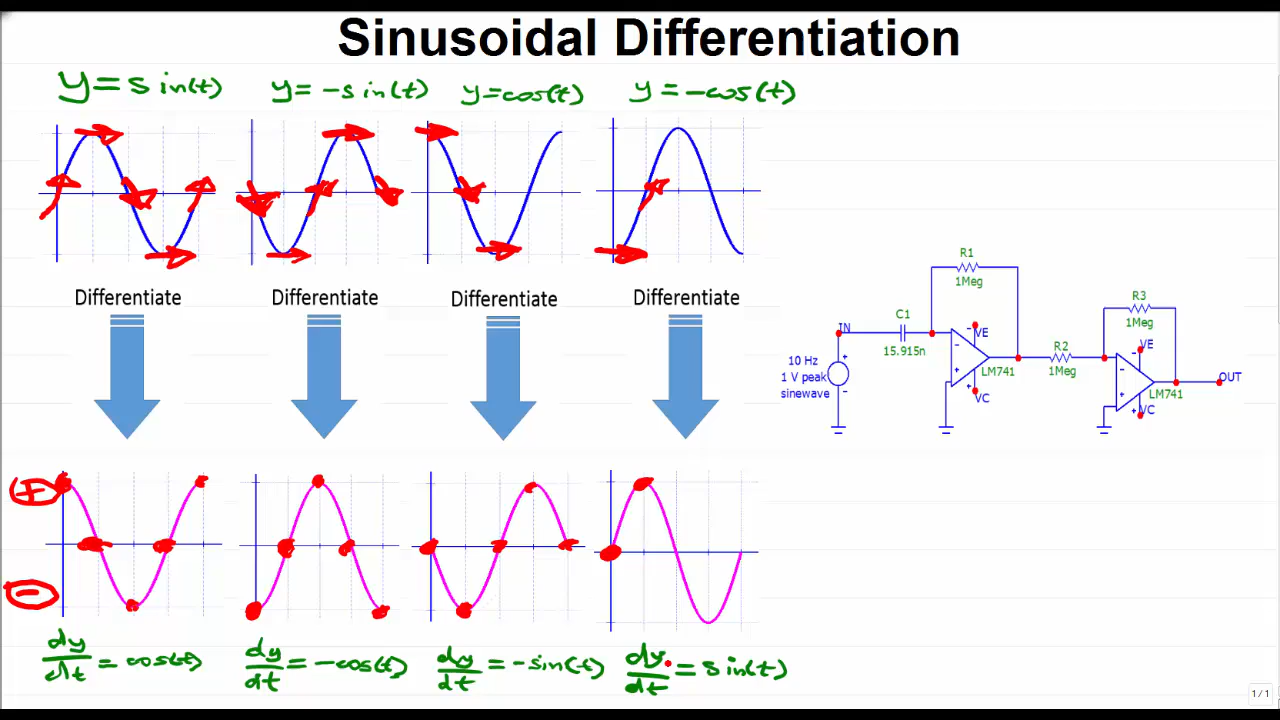 Sinusoidal Differentiation
y = sin(t)
y = -sin(t)
y = cos(t)
y = -cos(t)
Differentiate
Differentiate
Differentiate
Differentiate
R1
1Meg
C1
15.915n
IN
10 Hz
1 V peak
sinewave
-
+
-
+
-
VE
+
VC
LM741
R2
1Meg
R3
1Meg
-
+
-
VE
+
VC
LM741
OUT
+
-
dy/dt = cos(t)
dy/dt = -cos(t)
dy/dt = -sin(t)
dy/dt = sin(t)
1/1